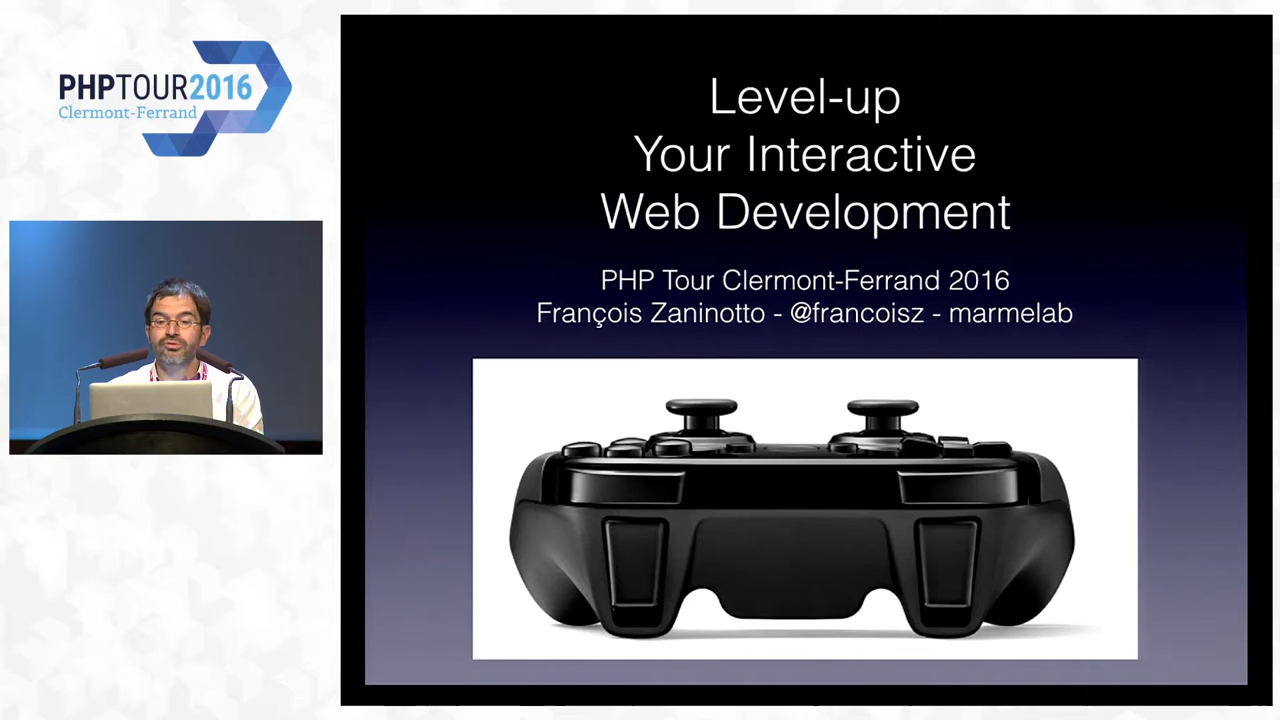 PHPTOUR2016
Clermont-Ferrand
Level-up
Your Interactive
Web Development
PHP Tour Clermont-Ferrand 2016
François Zaninotto - @francoisz - marmelab